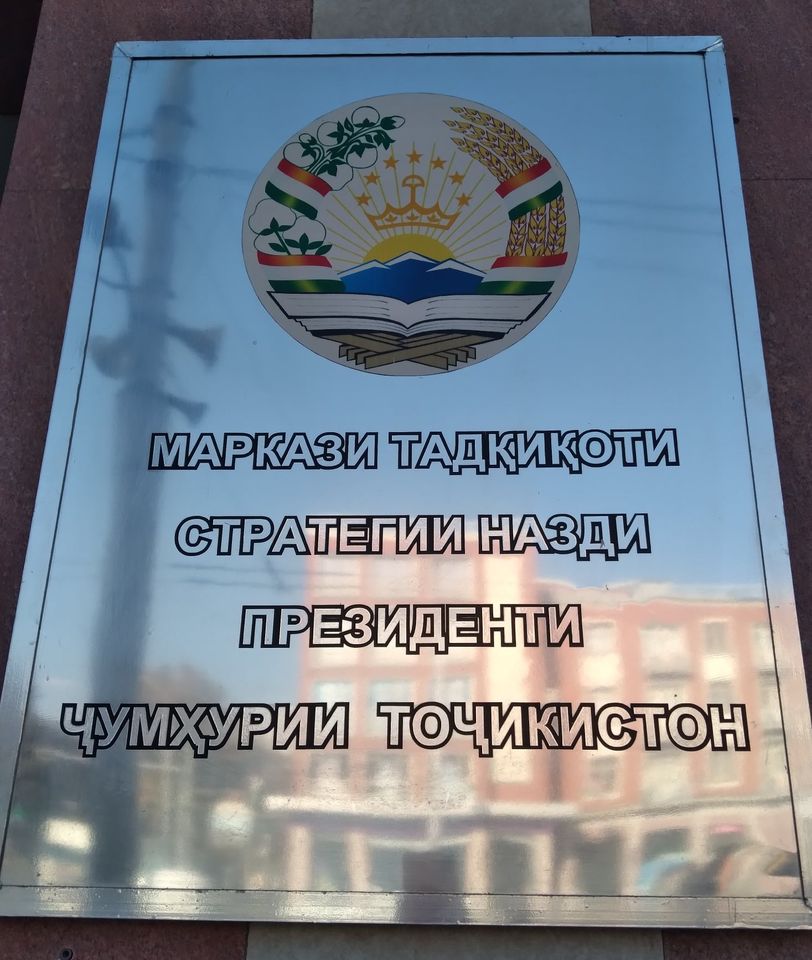 МАРКАЗИ ТАДҚИҚОТИ
СТРАТЕГИИ НАЗДИ
ПРЕЗИДЕНТИ
ҶУМҲУРИИ ТОҶИКИСТОН